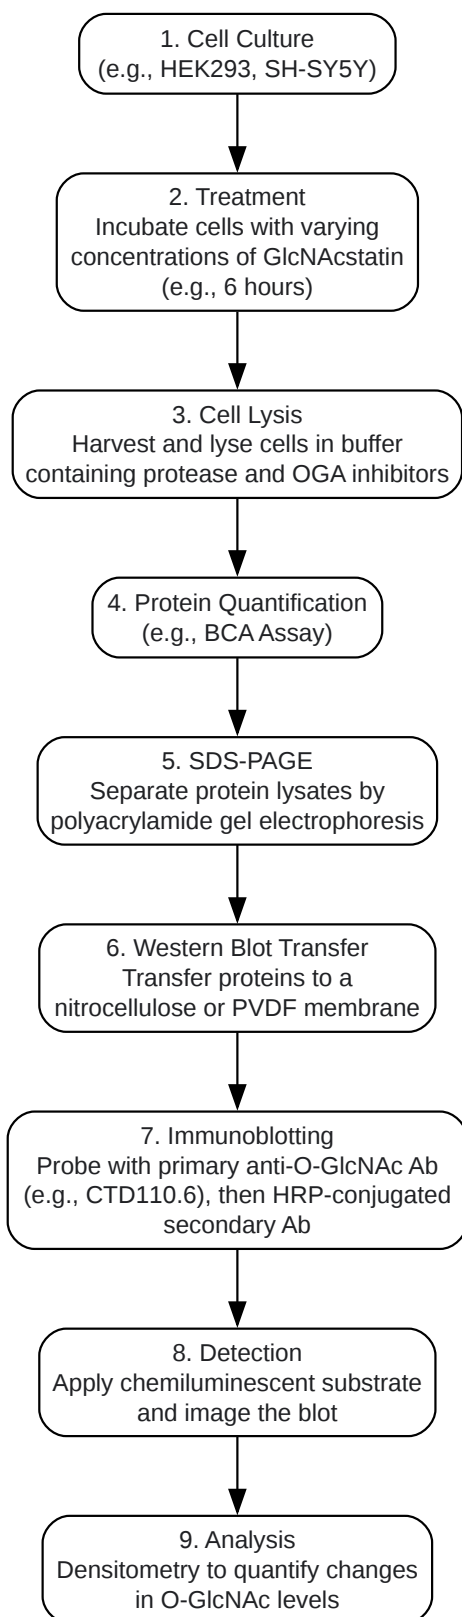 1. Cell Culture
(e.g., HEK293, SH-SY5Y)
2. Treatment
Incubate cells with varying
concentrations of GlcNAcstatin
(e.g., 6 hours)
3. Cell Lysis
Harvest and lyse cells in buffer
containing protease and OGA inhibitors
4. Protein Quantification
(e.g., BCA Assay)
5. SDS-PAGE
Separate protein lysates by
polyacrylamide gel electrophoresis
6. Western Blot Transfer
Transfer proteins to a
nitrocellulose or PVDF membrane
7. Immunoblotting
Probe with primary anti-O-GlcNAc Ab
(e.g., CTD110.6), then HRP-conjugated
secondary Ab
8. Detection
Apply chemiluminescent substrate
and image the blot
9. Analysis
Densitometry to quantify changes
in O-GlcNAc levels